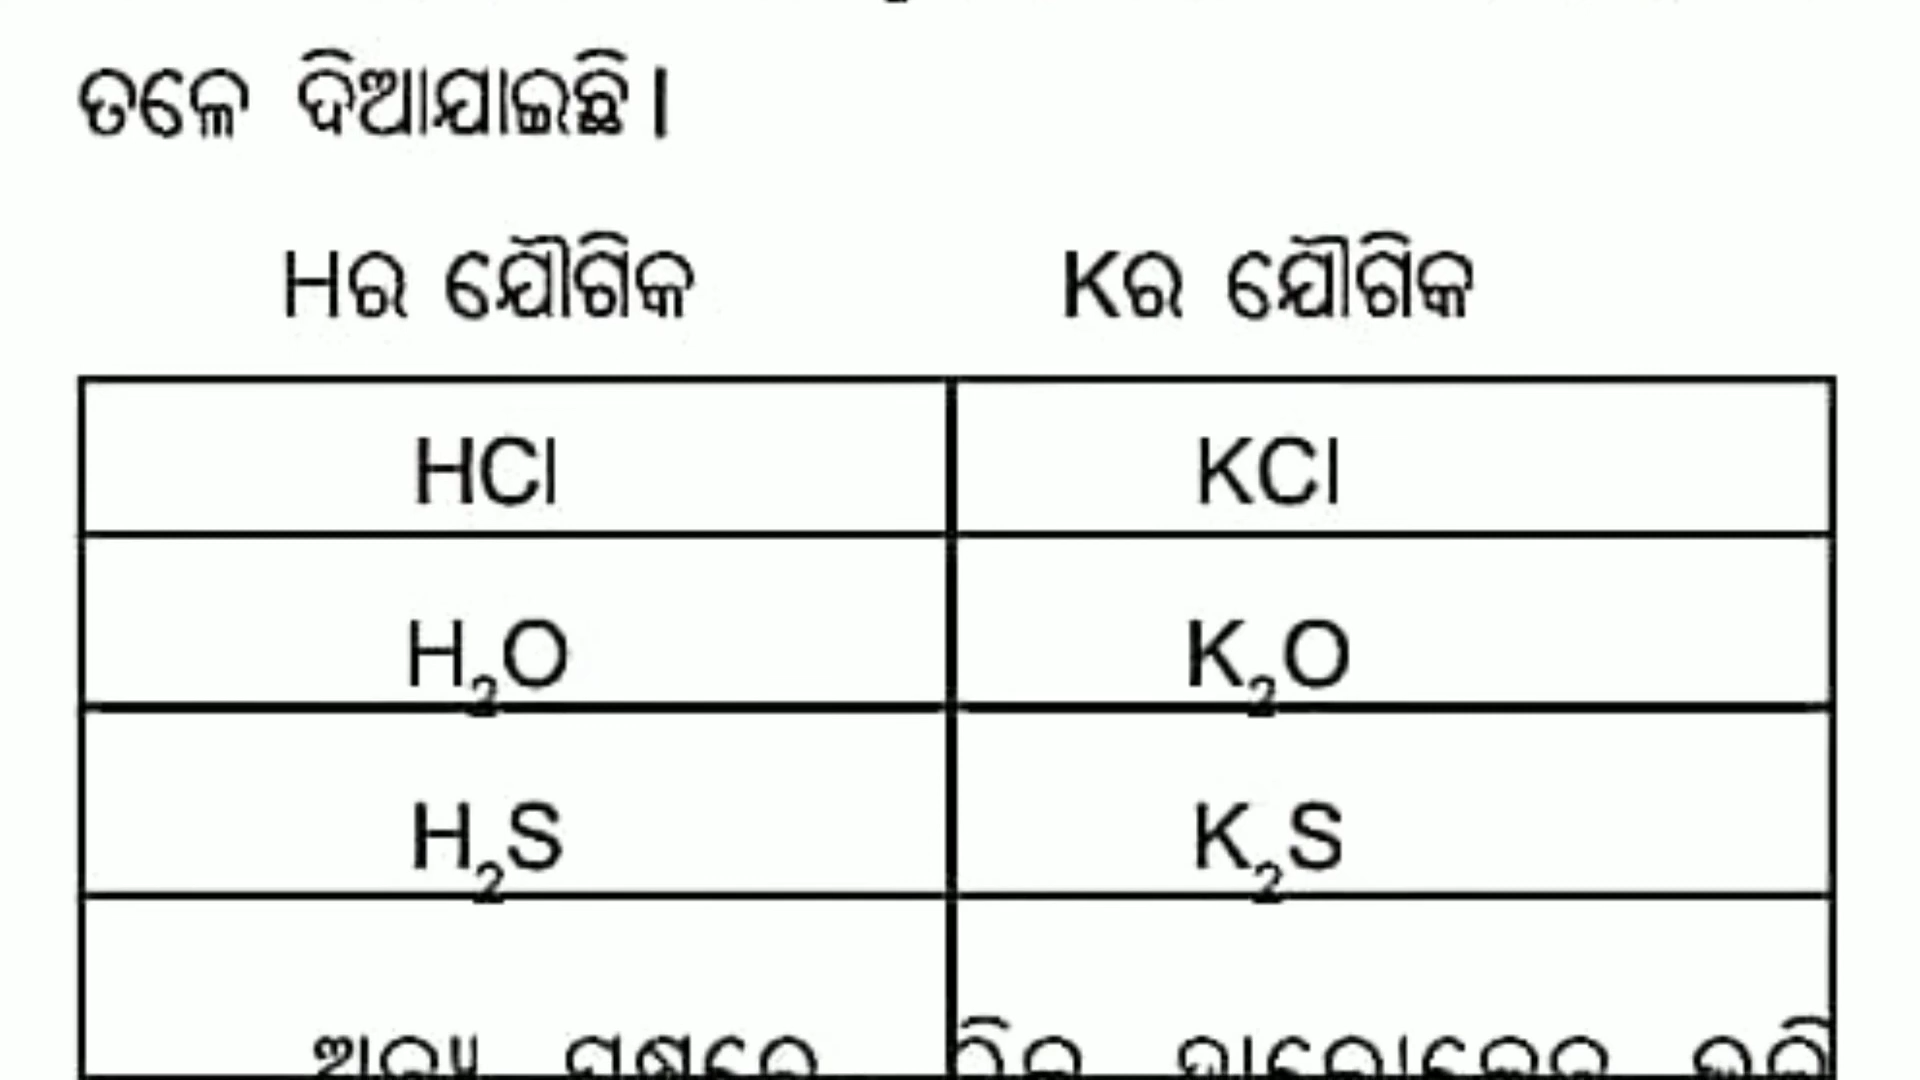 ତଳେ ଦିଆଯାଇଛି।
Hର ଯୌଗିକ Kର ଯୌଗିକ
HCl KCl
H₂O K₂O
H₂S K₂S